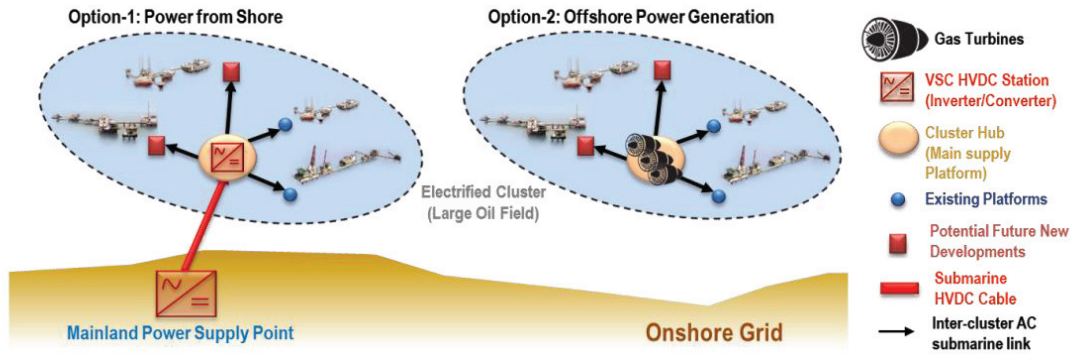 Option-1: Power from Shore
Option-2: Offshore Power Generation
Electrified Cluster
(Large Oil Field)
Mainland Power Supply Point
Onshore Grid
Gas Turbines
VSC HVDC Station
(Inverter/Converter)
Cluster Hub
(Main supply
Platform)
Existing Platforms
Potential Future New
Developments
Submarine
HVDC Cable
Inter-cluster AC
submarine link